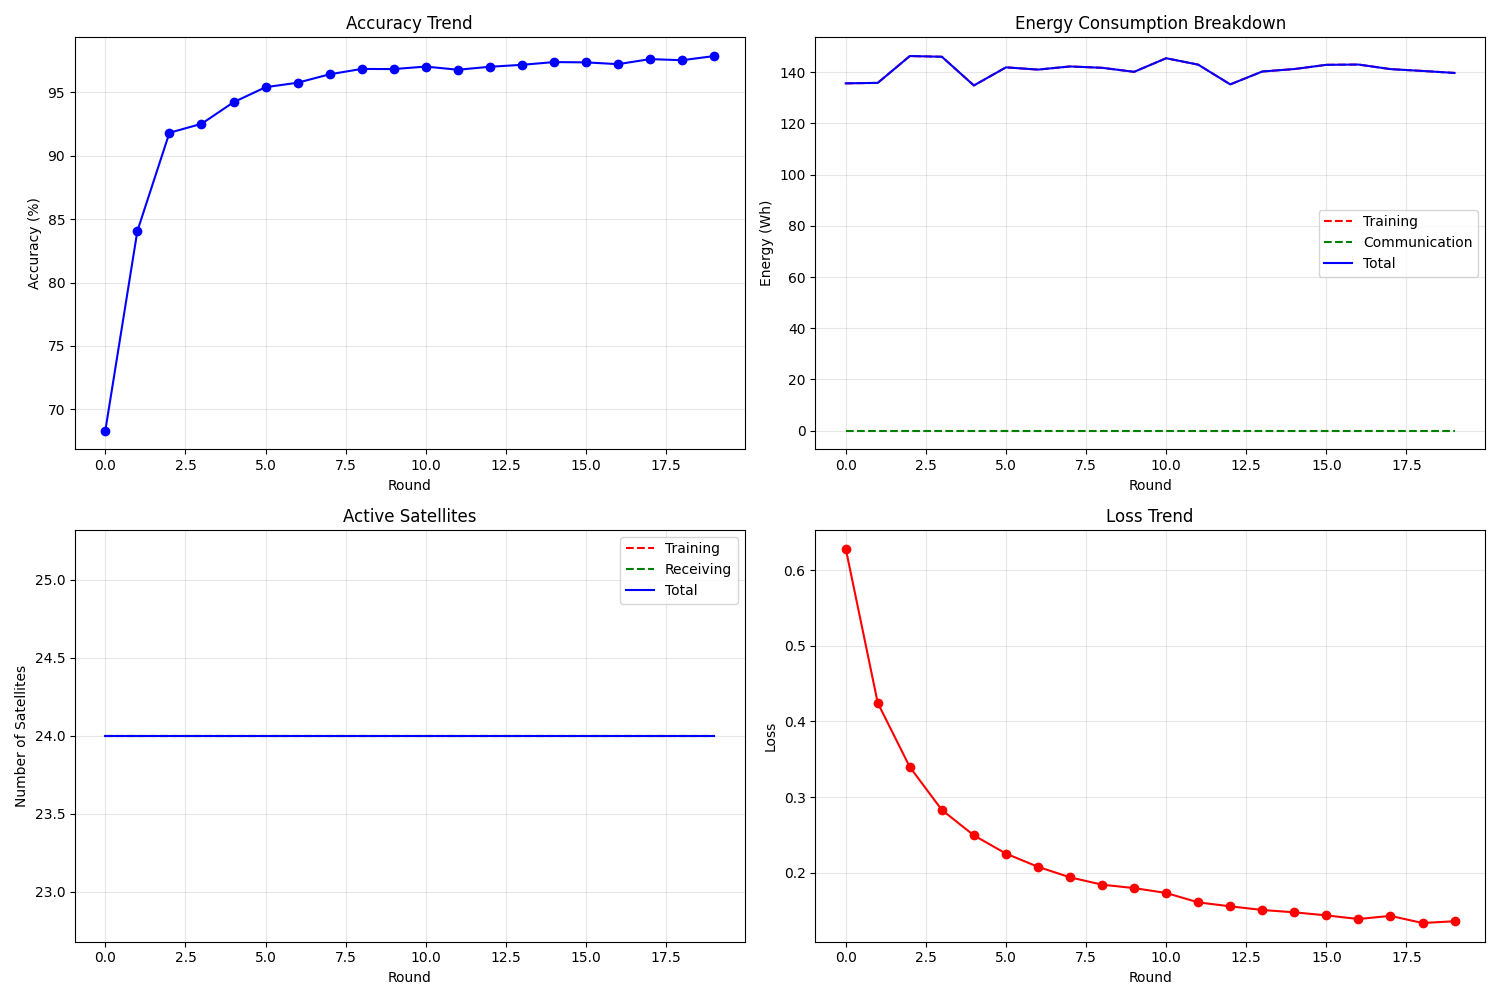 Accuracy Trend
Accuracy (%)
95
90
85
80
75
70
0.0 2.5 5.0 7.5 10.0 12.5 15.0 17.5
Round
Energy Consumption Breakdown
Energy (Wh)
140
120
100
80
60
40
20
0
Training
Communication
Total
0.0 2.5 5.0 7.5 10.0 12.5 15.0 17.5
Round
Active Satellites
Number of Satellites
25.0
24.5
24.0
23.5
23.0
Training
Receiving
Total
0.0 2.5 5.0 7.5 10.0 12.5 15.0 17.5
Round
Loss Trend
Loss
0.6
0.5
0.4
0.3
0.2
0.0 2.5 5.0 7.5 10.0 12.5 15.0 17.5
Round